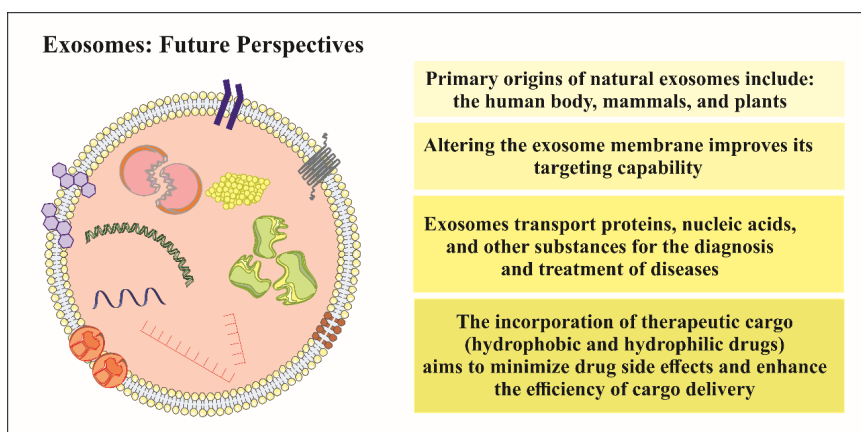 Exosomes: Future Perspectives
Primary origins of natural exosomes include:
the human body, mammals, and plants
Altering the exosome membrane improves its
targeting capability
Exosomes transport proteins, nucleic acids,
and other substances for the diagnosis
and treatment of diseases
The incorporation of therapeutic cargo
(hydrophobic and hydrophilic drugs)
aims to minimize drug side effects and enhance
the efficiency of cargo delivery